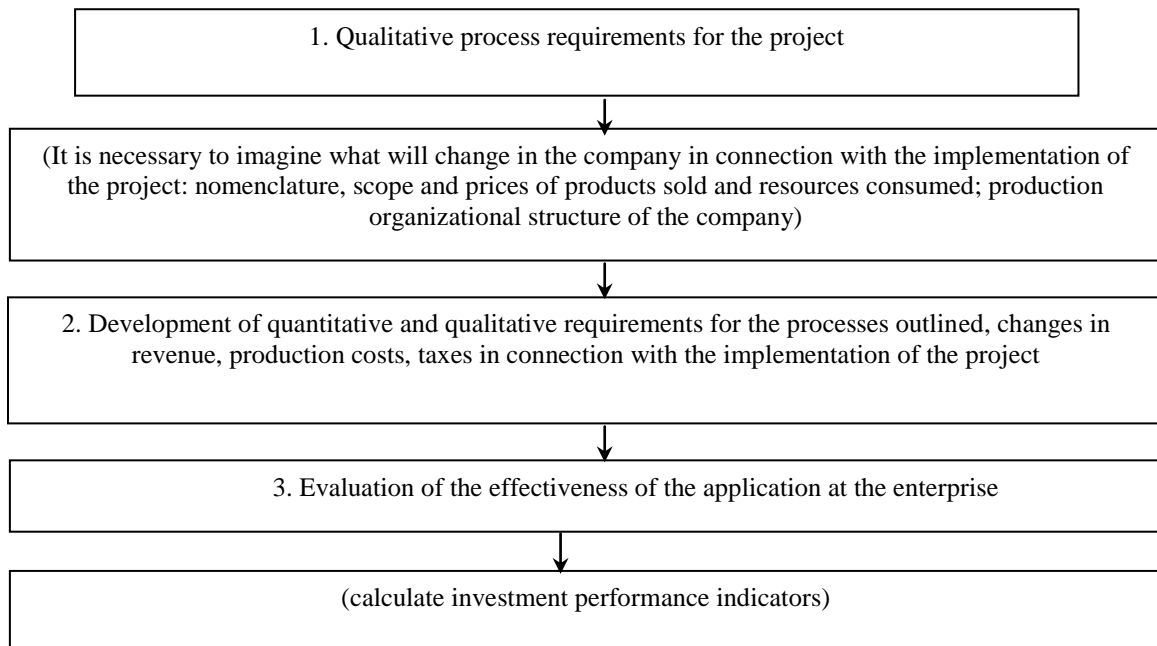 1. Qualitative process requirements for the project
(It is necessary to imagine what will change in the company in connection with the implementation of
the project: nomenclature, scope and prices of products sold and resources consumed; production
organizational structure of the company)
2. Development of quantitative and qualitative requirements for the processes outlined, changes in
revenue, production costs, taxes in connection with the implementation of the project
3. Evaluation of the effectiveness of the application at the enterprise
(calculate investment performance indicators)